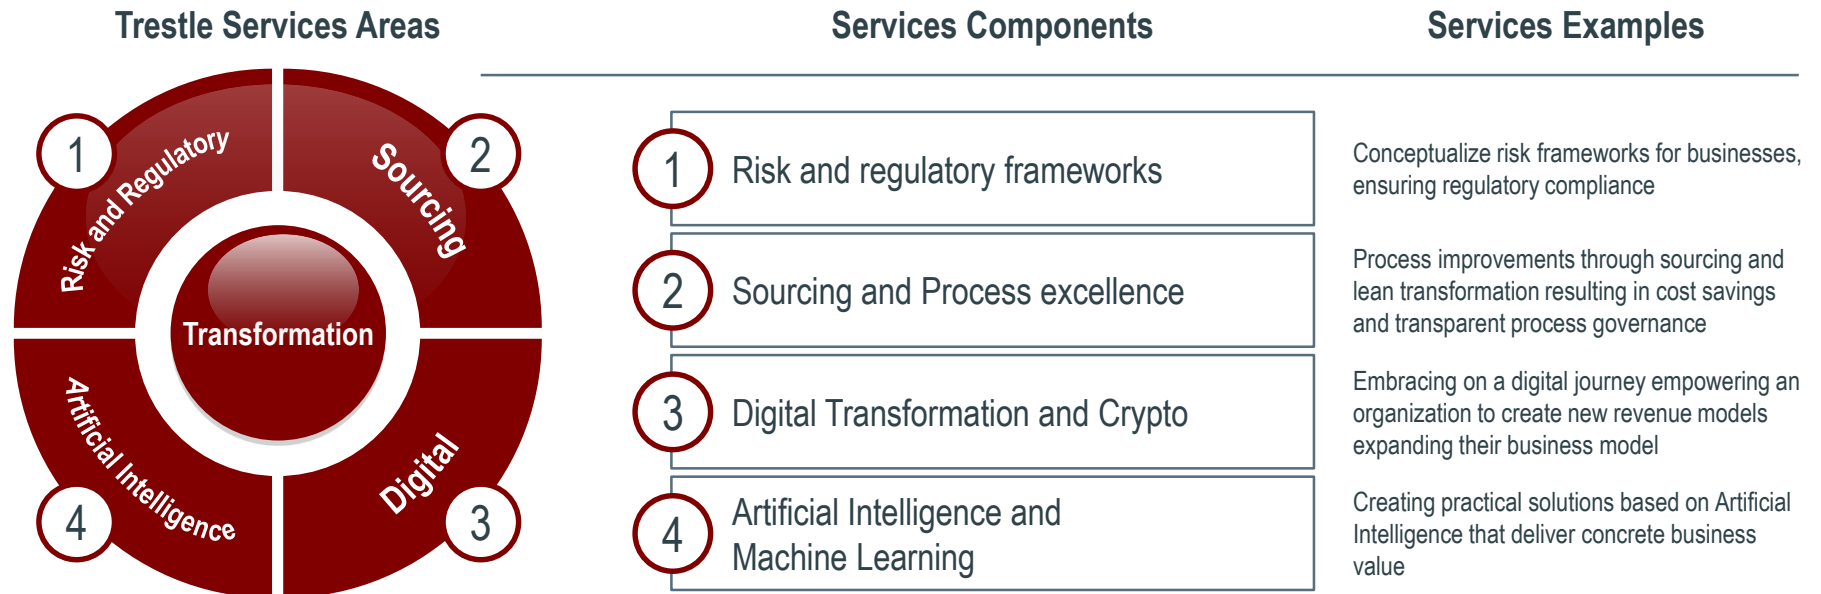 Trestle Services Areas
Services Components
Services Examples
1
Risk and Regulatory
2
Sourcing
Transformation
4
Artificial Intelligence
3
Digital
1
Risk and regulatory frameworks
Conceptualize risk frameworks for businesses,
ensuring regulatory compliance
2
Sourcing and Process excellence
Process improvements through sourcing and
lean transformation resulting in cost savings
and transparent process governance
3
Digital Transformation and Crypto
Embracing on a digital journey empowering an
organization to create new revenue models
expanding their business model
4
Artificial Intelligence and
Machine Learning
Creating practical solutions based on Artificial
Intelligence that deliver concrete business
value